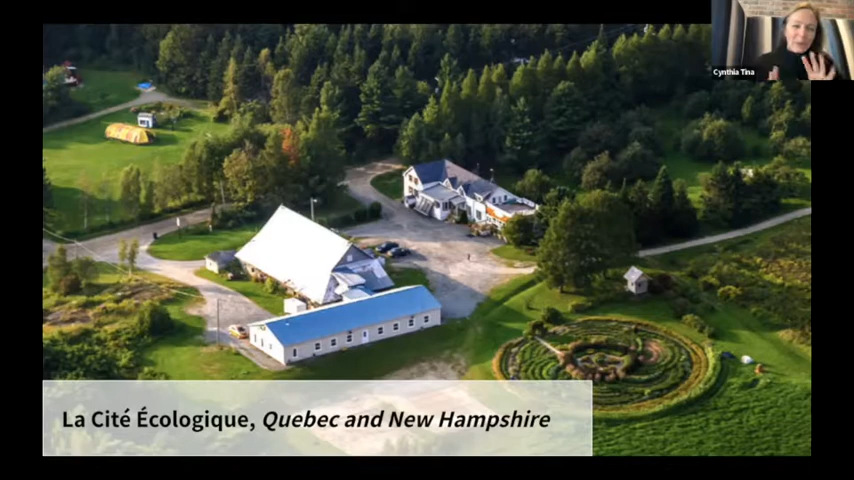 Cynthia Tina
La Cité Écologique, Quebec and New Hampshire